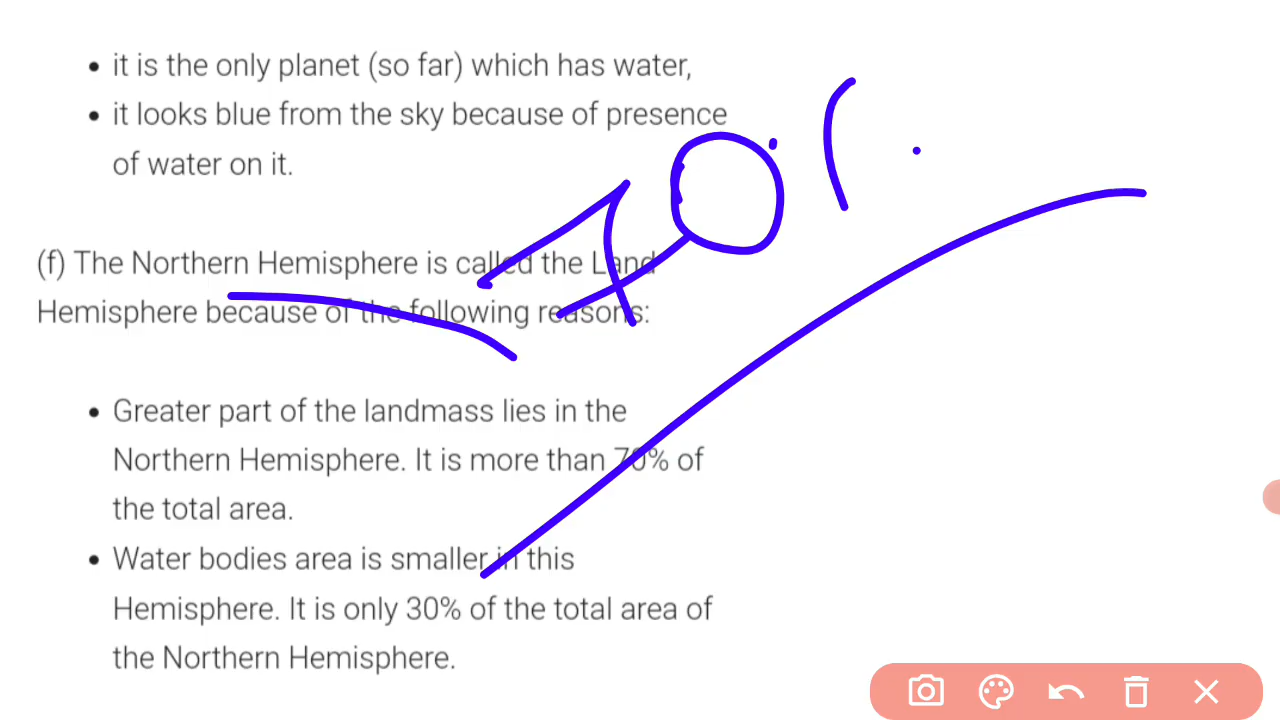 • it is the only planet (so far) which has water,
• it looks blue from the sky because of presence
of water on it.
(f) The Northern Hemisphere is called the Land
Hemisphere because of the following reasons:
• Greater part of the landmass lies in the
Northern Hemisphere. It is more than 70% of
the total area.
• Water bodies area is smaller in this
Hemisphere. It is only 30% of the total area of
the Northern Hemisphere.